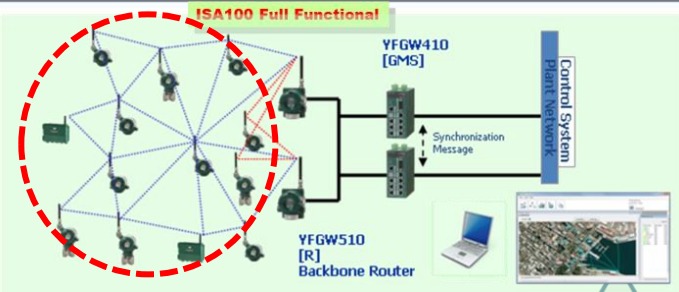 ISA100 Full Functional
YFGW410
[GMS]
Synchronization
Message
Control System
Plant Network
YFGW510
[R]
Backbone Router